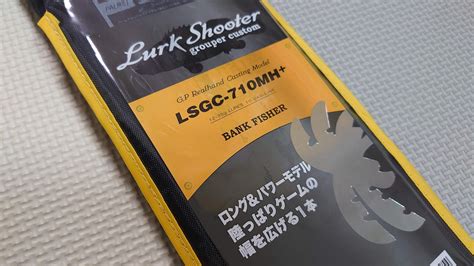 Lurk Shooter
grouper custom
G.P Realhand Casting Model
LSGC-710MH+
BANK FISHER
ロング&パワーモデル
陸っぱりゲームの
幅を広げる1本